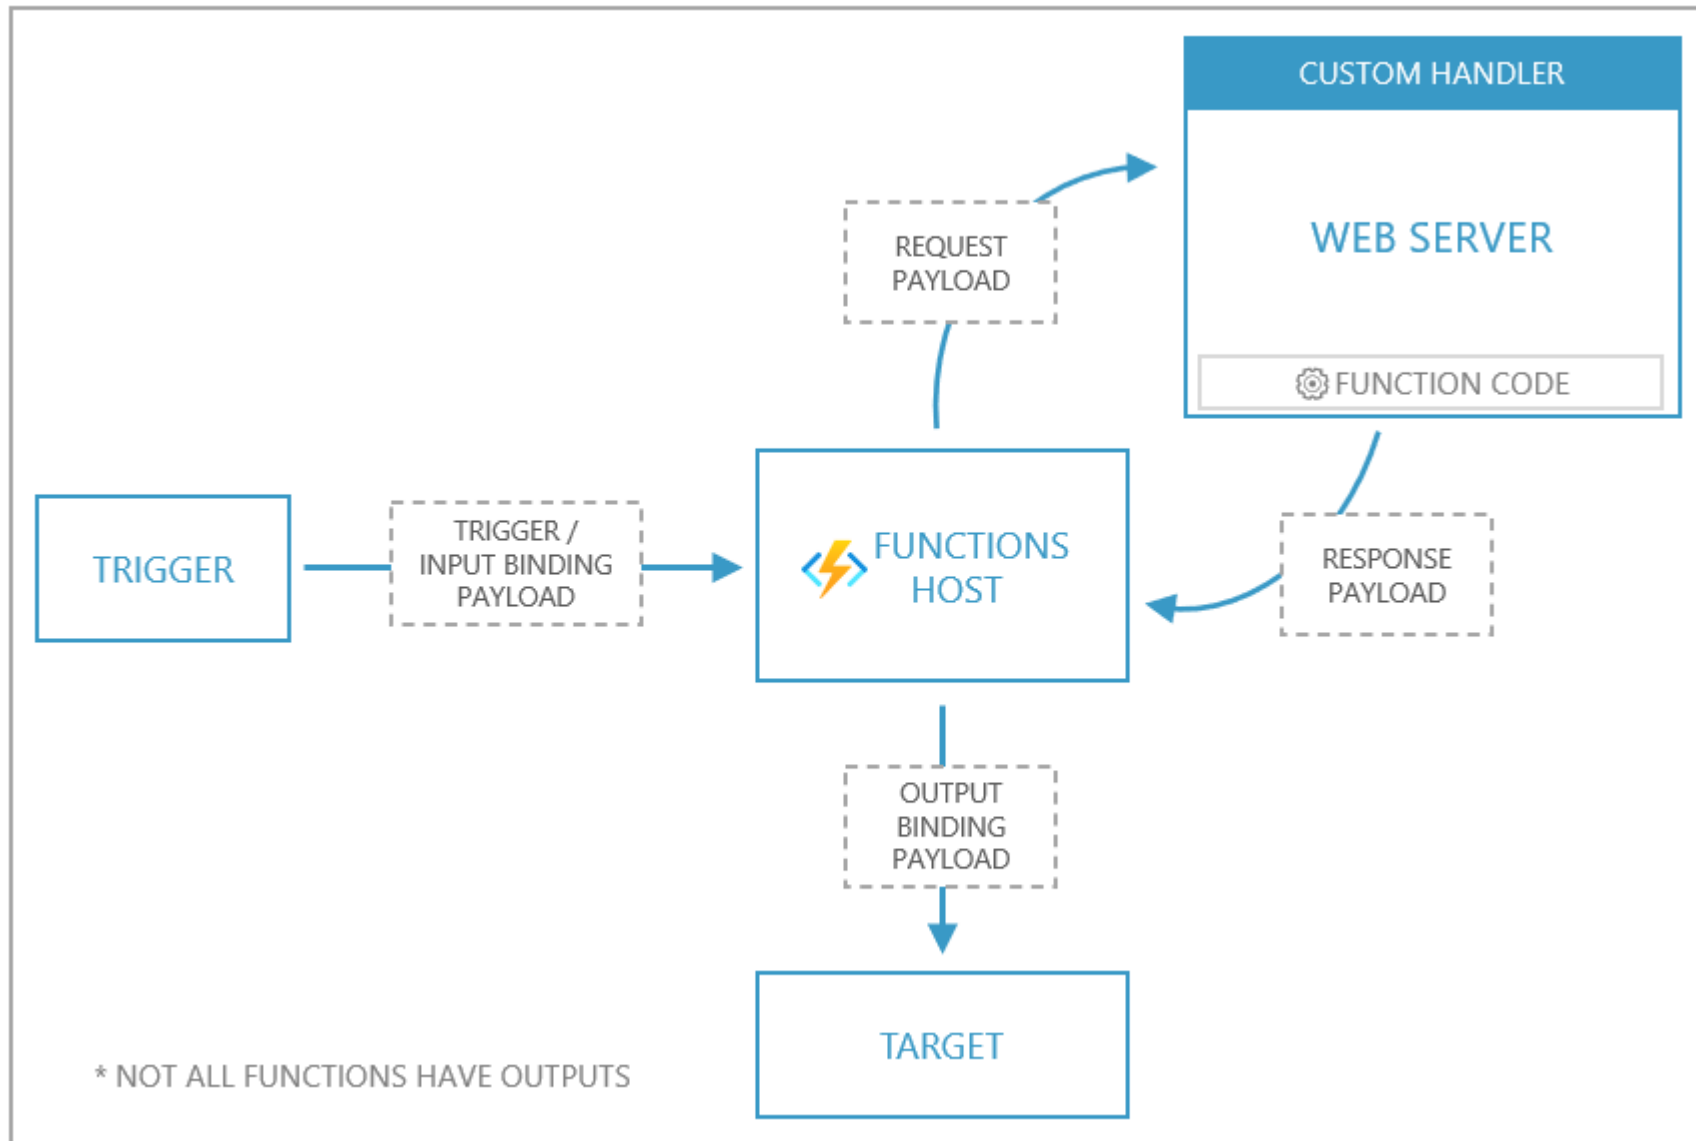 CUSTOM HANDLER
WEB SERVER
FUNCTION CODE
REQUEST
PAYLOAD
TRIGGER
TRIGGER /
INPUT BINDING
PAYLOAD
FUNCTIONS
HOST
RESPONSE
PAYLOAD
OUTPUT
BINDING
PAYLOAD
TARGET
* NOT ALL FUNCTIONS HAVE OUTPUTS